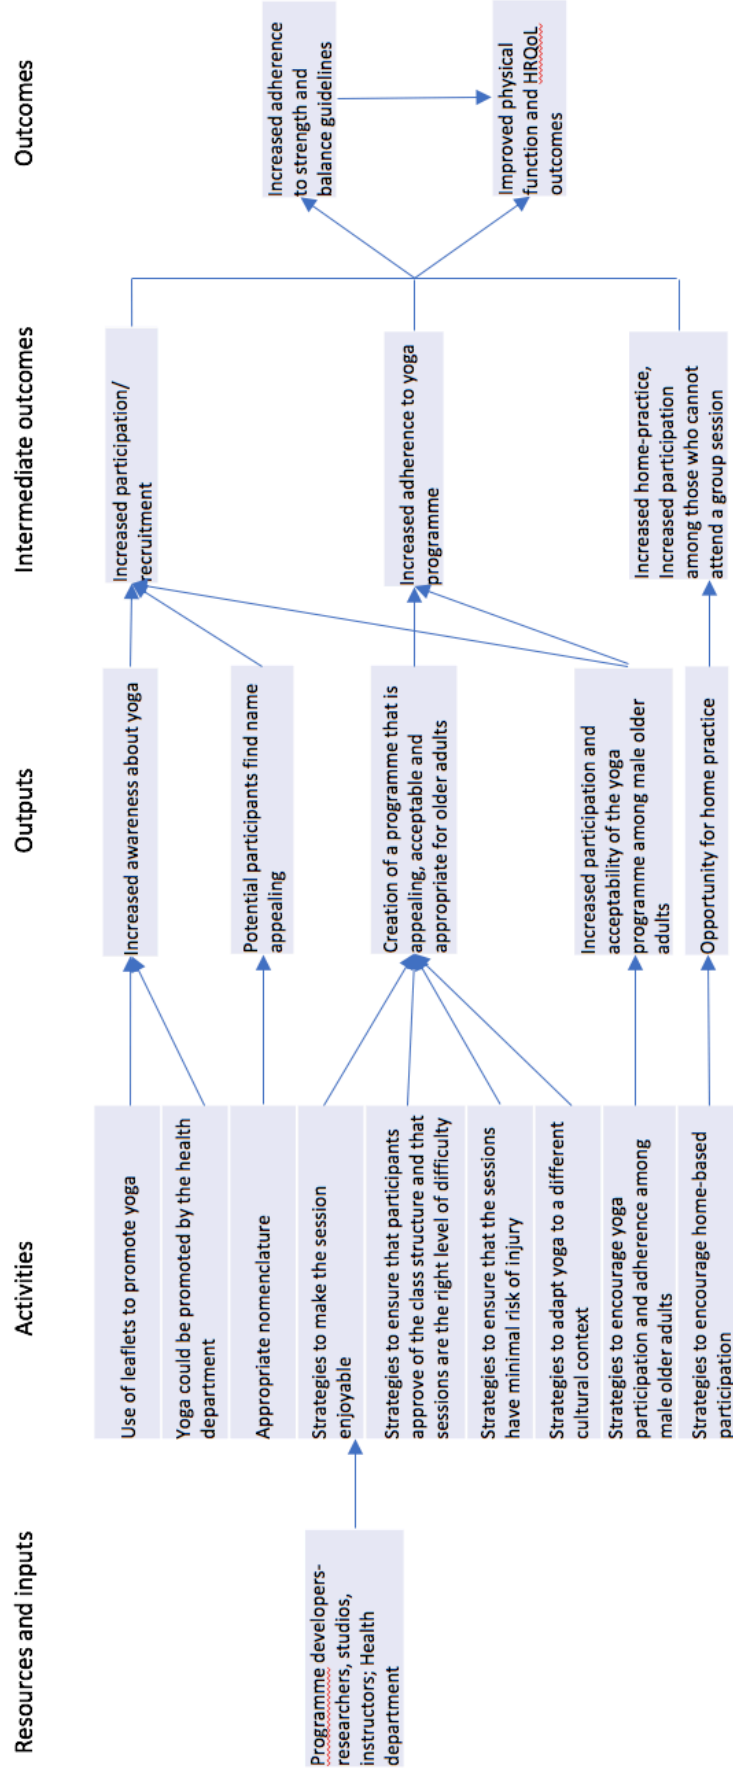 Resources and inputs
Activities
Outputs
Intermediate outcomes
Outcomes
Programme developers-
researchers, studios,
instructors; Health
department
Use of leaflets to promote yoga
Yoga could be promoted by the health
department
Appropriate nomenclature
Strategies to make the session
enjoyable
Strategies to ensure that participants
approve of the class structure and that
sessions are the right level of difficulty
Strategies to ensure that the sessions
have minimal risk of injury
Strategies to adapt yoga to a different
cultural context
Strategies to encourage yoga
participation and adherence among
male older adults
Strategies to encourage home-based
participation
Increased awareness about yoga
Potential participants find name
appealing
Creation of a programme that is
appealing, acceptable and
appropriate for older adults
Increased participation and
acceptability of the yoga
programme among male older
adults
Opportunity for home practice
Increased participation/
recruitment
Increased adherence to yoga
programme
Increased home-practice,
Increased participation
among those who cannot
attend a group session
Increased adherence
to strength and
balance guidelines
Improved physical
function and HRQoL
outcomes